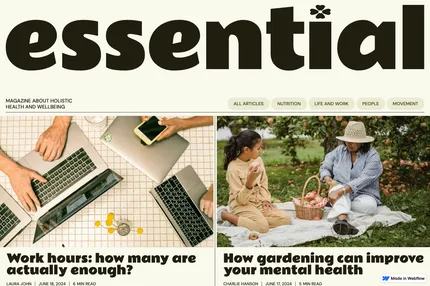 essential
MAGAZINE ABOUT HOLISTIC
HEALTH AND WELLBEING
ALL ARTICLES
NUTRITION
LIFE AND WORK
PEOPLE
MOVEMENT
Work hours: how many are
actually enough?
LAURA JOHN | JUNE 18, 2024 | 6 MIN READ
How gardening can improve
your mental health
CHARLIE HANSON | JUNE 17, 2024 | 5 MIN READ
Made in Webflow